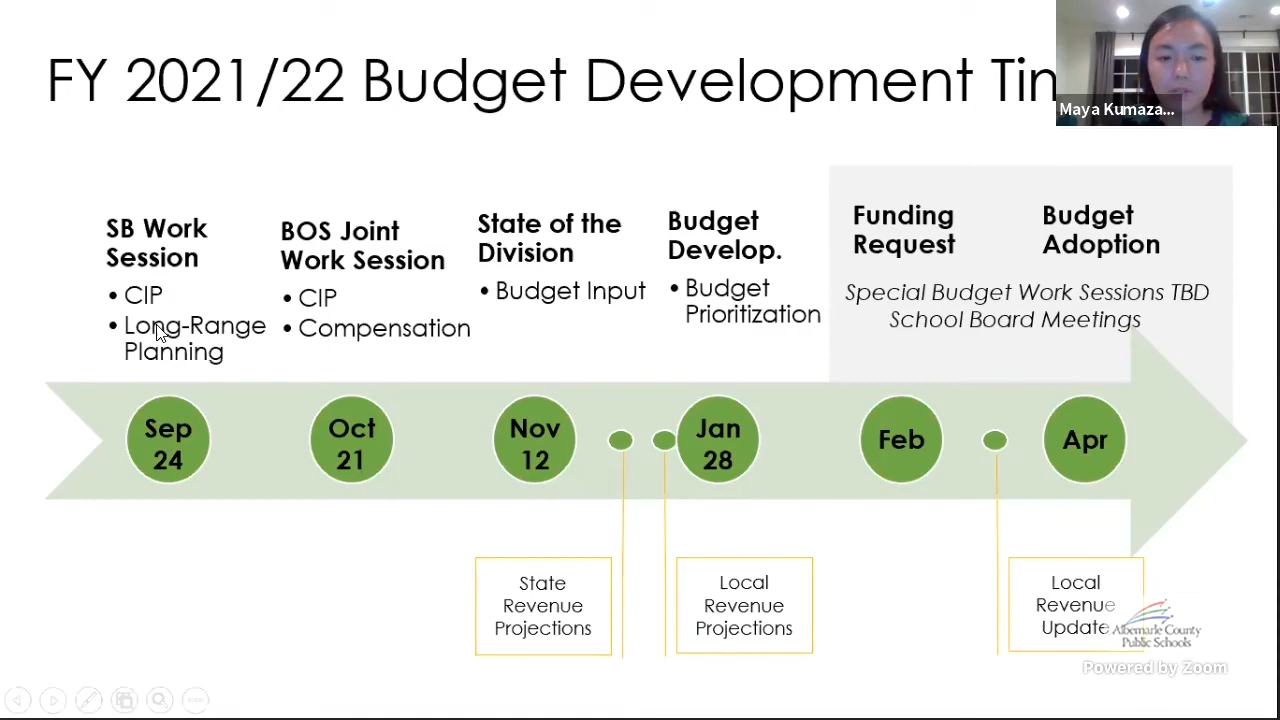 FY 2021/22 Budget Development Tim
Maya Kumaza...
SB Work
Session
• CIP
• Long-Range
Planning
BOS Joint
Work Session
• CIP
• Compensation
State of the
Division
• Budget Input
Budget
Develop.
• Budget
Prioritization
Funding
Request
Budget
Adoption
Special Budget Work Sessions TBD
School Board Meetings
Sep
24
Oct
21
Nov
12
Jan
28
Feb
Apr
State
Revenue
Projections
Local
Revenue
Projections
Local
Revenue
Update
Albemarle County
Public Schools
Powered by Zoom